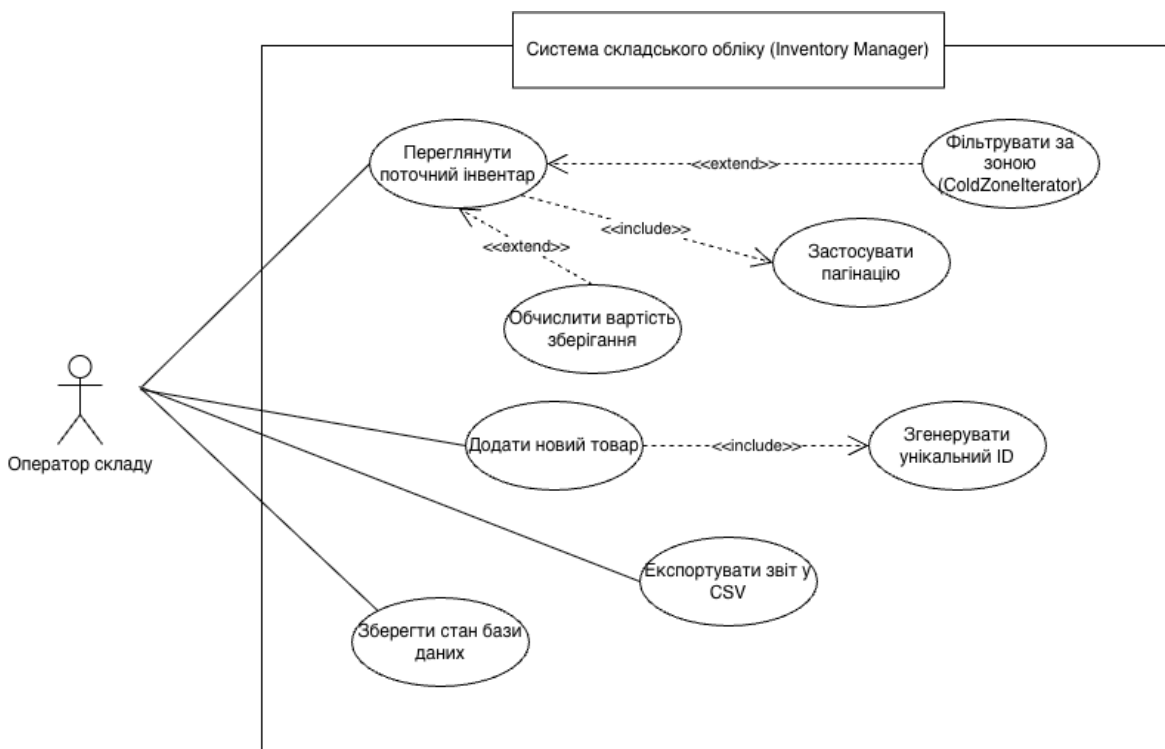 Система складського обліку (Inventory Manager)
Переглянути
поточний інвентар
<<extend>>
Фільтрувати за
зоною
(ColdZoneIterator)
<<include>>
<<extend>>
Застосувати
пагінацію
Обчислити вартість
зберігання
Оператор складу
Додати новий товар
<<include>>
Згенерувати
унікальний ID
Експортувати звіт у
CSV
Зберегти стан бази
даних